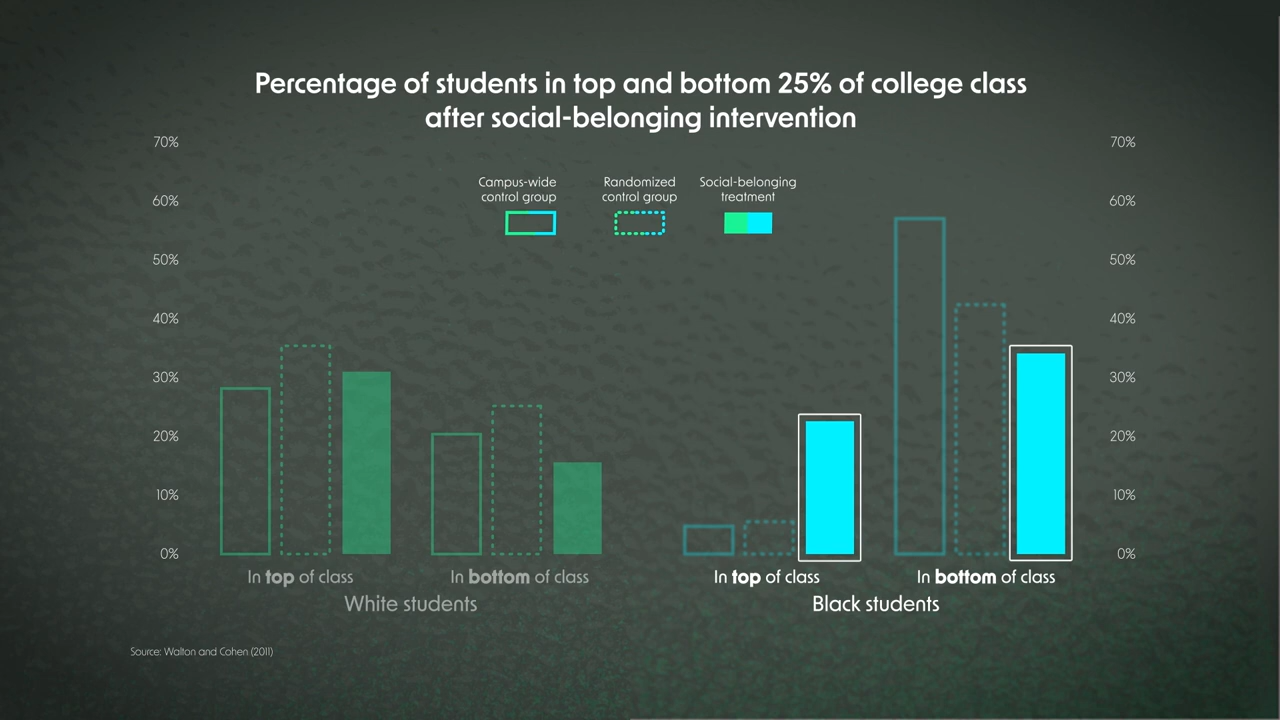 Percentage of students in top and bottom 25% of college class
after social-belonging intervention
70%
60%
50%
40%
30%
20%
10%
0%
70%
60%
50%
40%
30%
20%
10%
0%
Campus-wide
control group
Randomized
control group
Social-belonging
treatment
In top of class
In bottom of class
In top of class
In bottom of class
White students
Black students
Source: Walton and Cohen (2011)